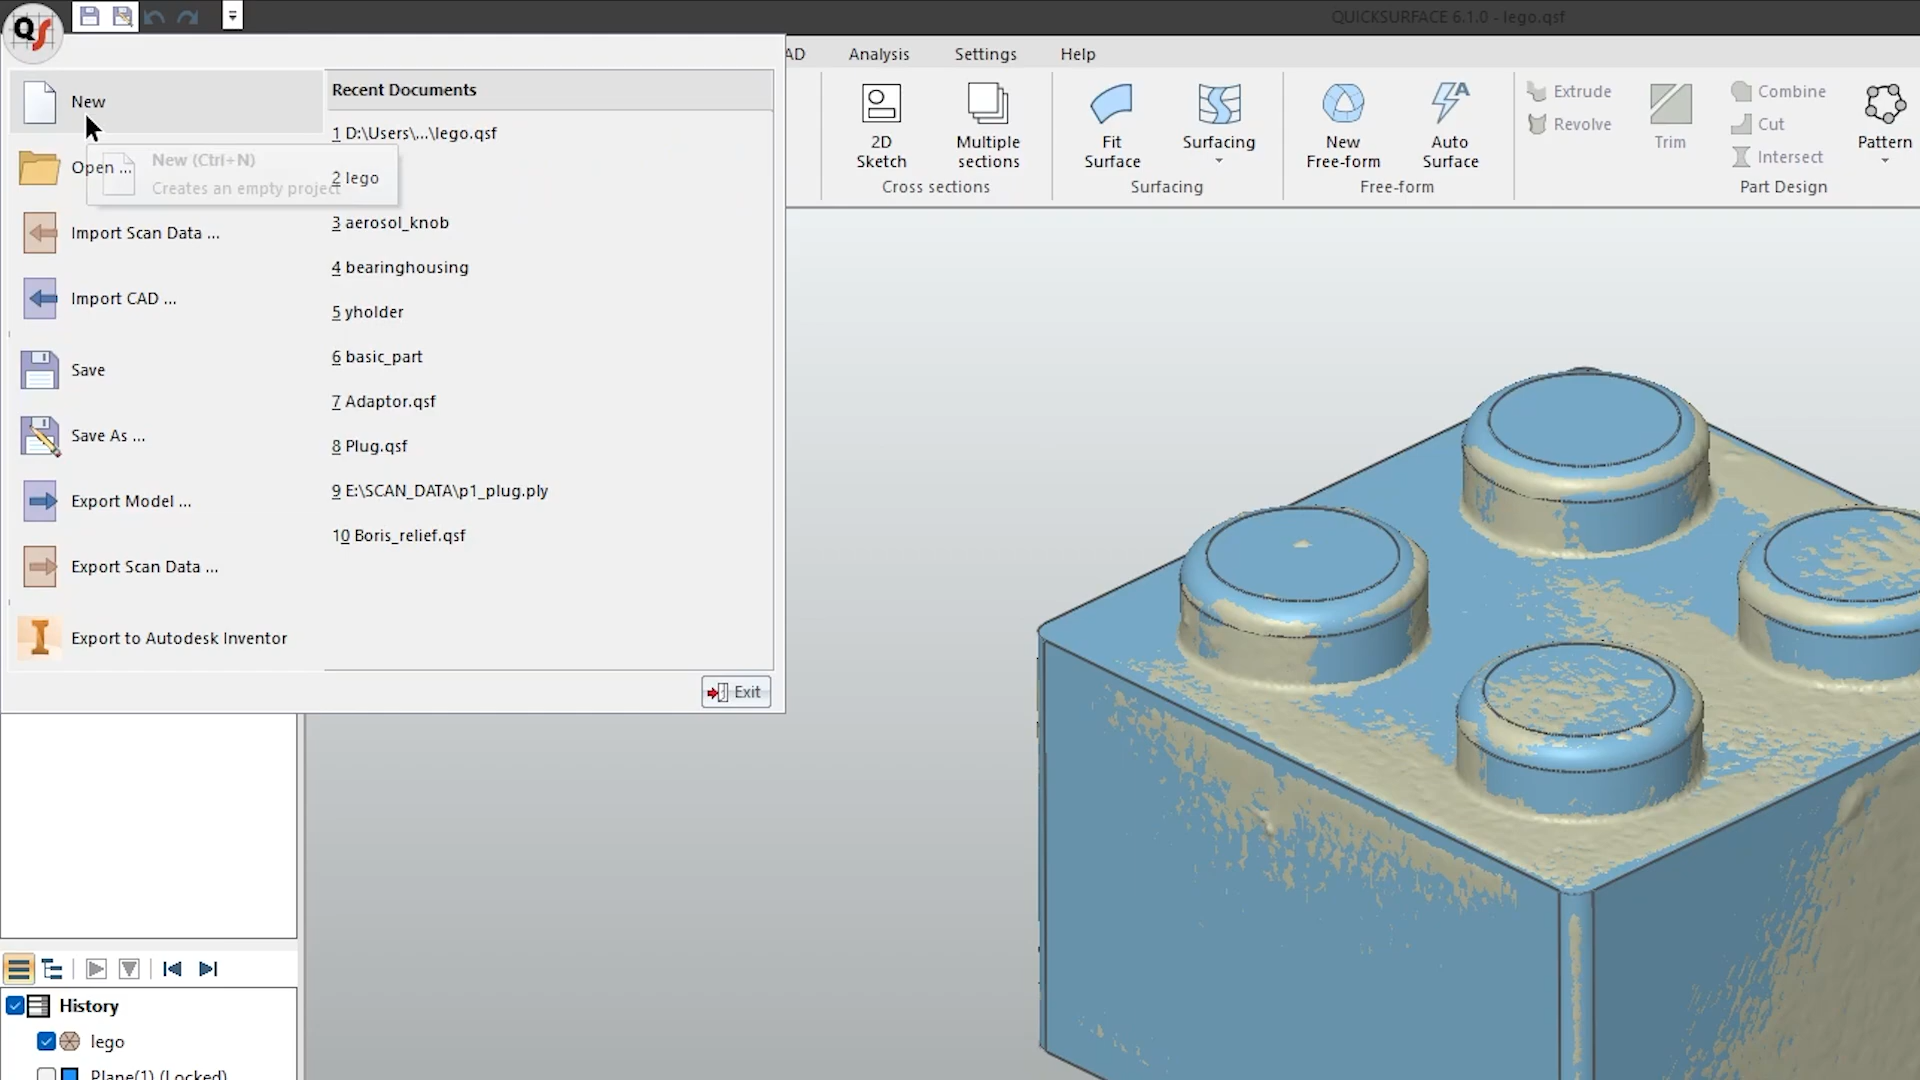 QUICKSURFACE 6.1.0 - lego.qsf
QS
AD
Analysis
Settings
Help
New
Open ...
New (Ctrl+N)
Creates an empty project
Import Scan Data ...
Import CAD ...
Save
Save As ...
Export Model ...
Export Scan Data ...
I
Export to Autodesk Inventor
Recent Documents
1 D:\Users\...\lego.qsf
2 lego
3 aerosol_knob
4 bearinghousing
5 yholder
6 basic_part
7 Adaptor.qsf
8 Plug.qsf
9 E:\SCAN_DATA\p1_plug.ply
10 Boris_relief.qsf
Exit
2D
Sketch
Multiple
sections
Cross sections
Fit
Surface
Surfacing
Surfacing
New
Free-form
Auto
Surface
Free-form
Extrude
Revolve
Trim
Combine
Cut
Intersect
Pattern
Part Design
History
lego
Plane(1) (Locked)